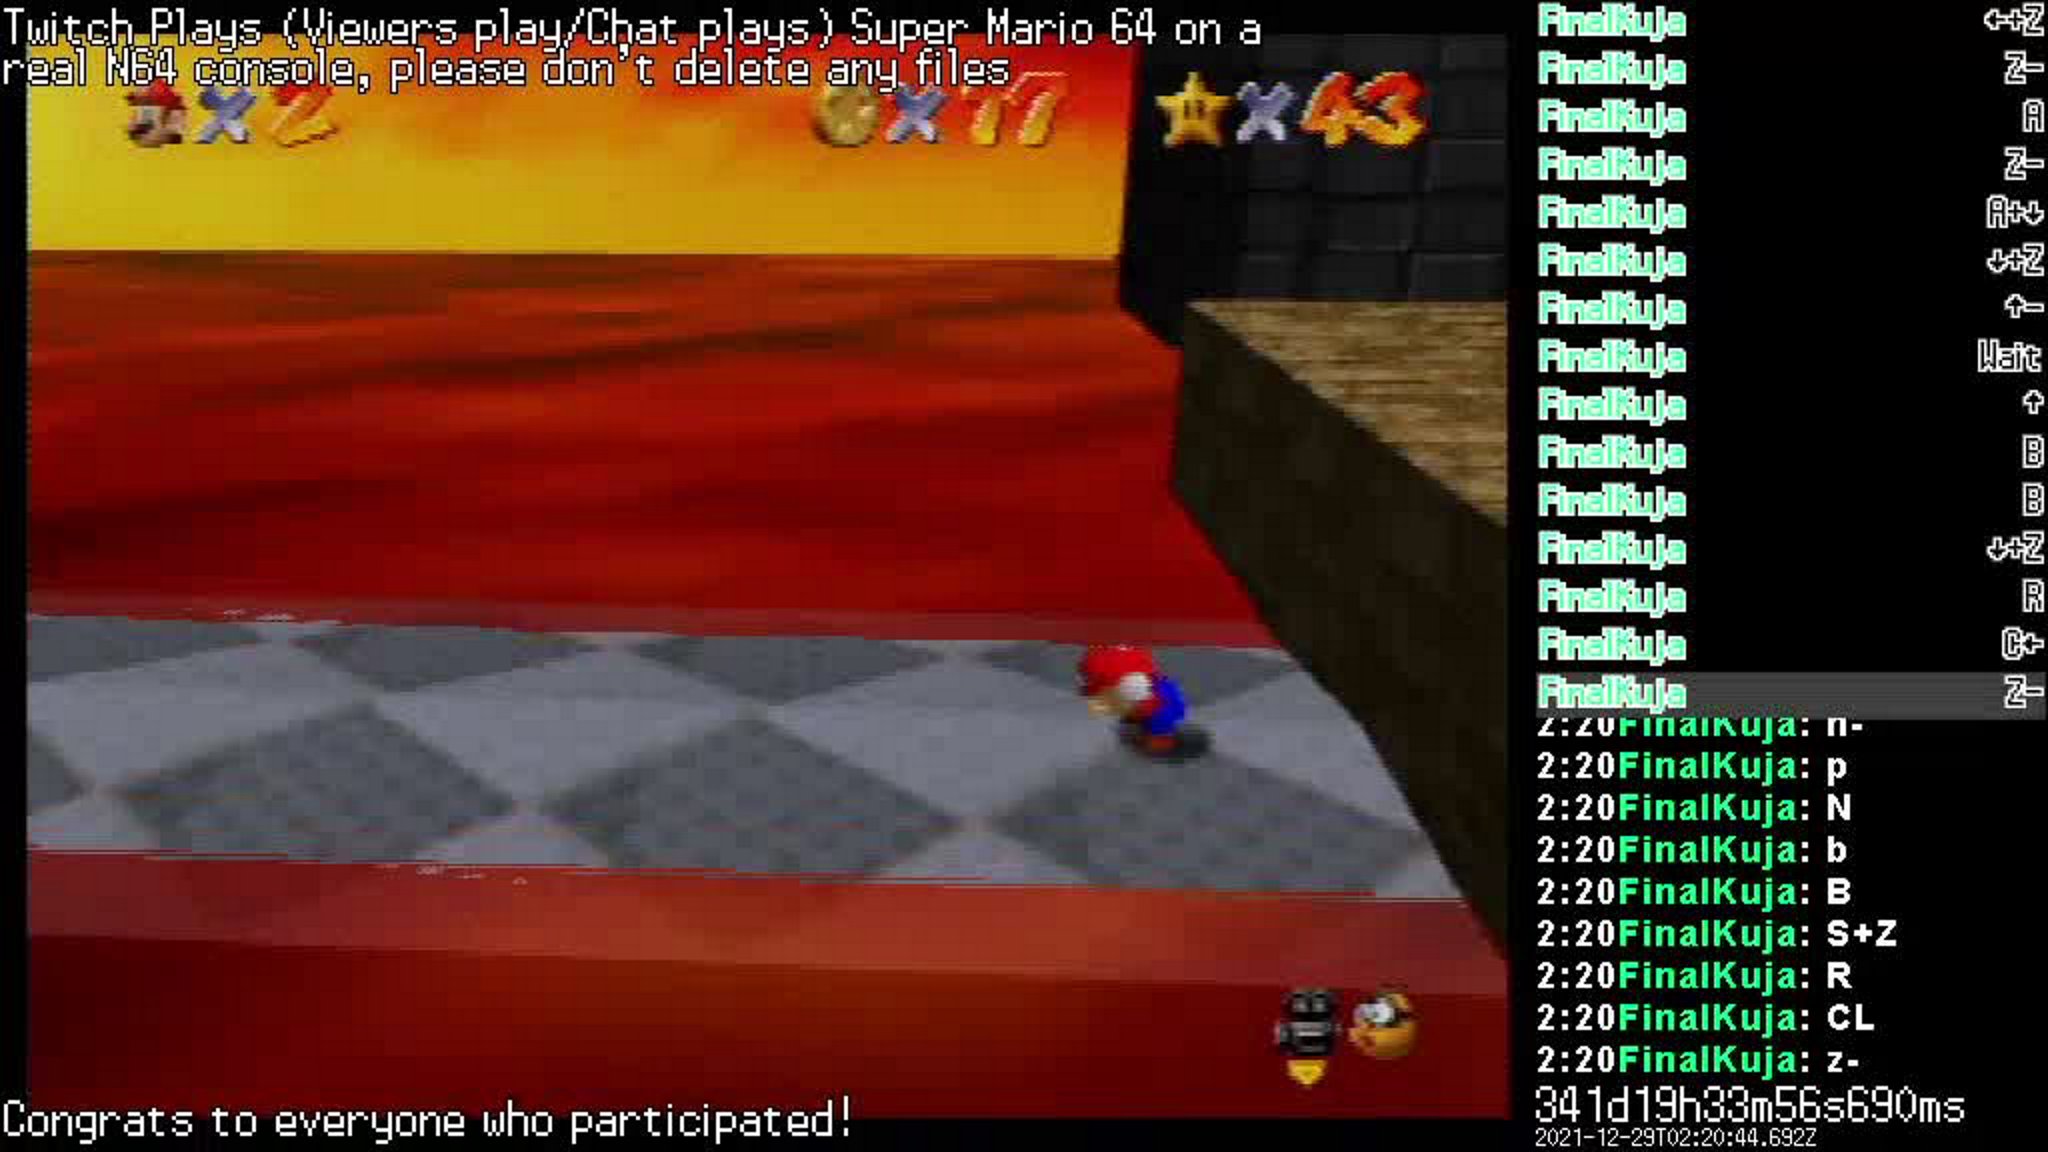 Twitch Plays (Viewers play/Chat plays) Super Mario 64 on a
real N64 console, please don't delete any files
×2
×17
×43
FinalKuja ←+Z
FinalKuja Z-
FinalKuja A
FinalKuja Z-
FinalKuja A+↓
FinalKuja ↓+Z
FinalKuja ↑-
FinalKuja Wait
FinalKuja ↑
FinalKuja B
FinalKuja B
FinalKuja ↓+Z
FinalKuja R
FinalKuja C←
FinalKuja Z-
2:20FinalKuja: n-
2:20FinalKuja: p
2:20FinalKuja: N
2:20FinalKuja: b
2:20FinalKuja: B
2:20FinalKuja: S+Z
2:20FinalKuja: R
2:20FinalKuja: CL
2:20FinalKuja: z-
341d19h33m56s690ms
2021-12-29T02:20:44.692Z
Congrats to everyone who participated!